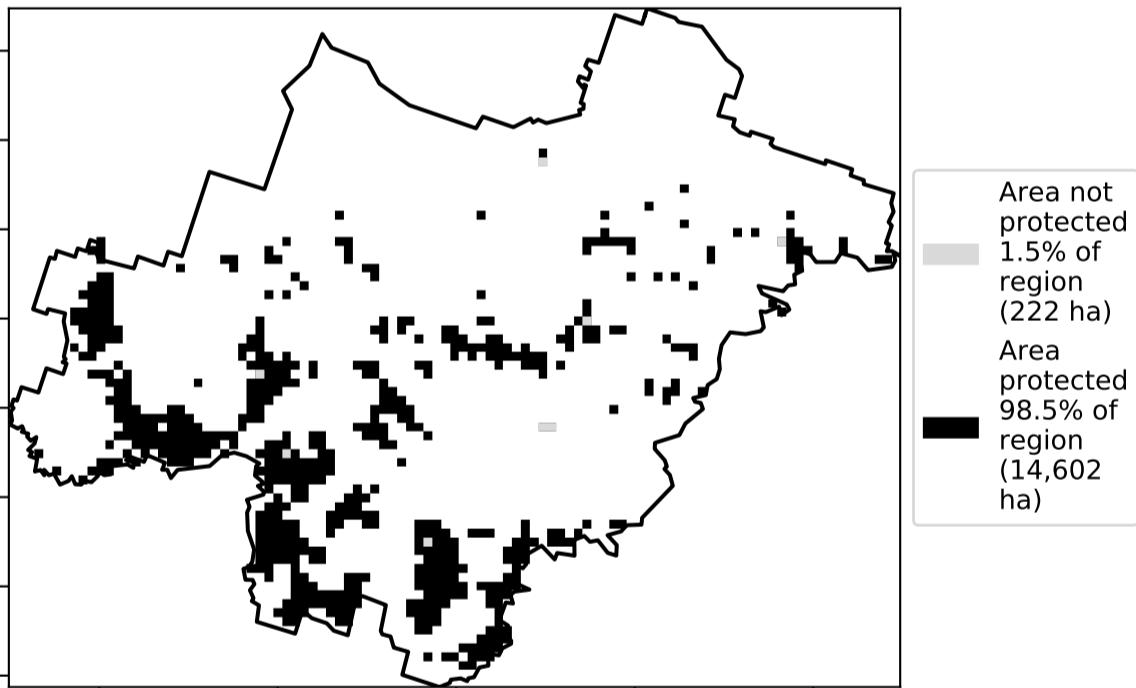 Area not
protected
1.5% of
region
(222 ha)
Area
protected
98.5% of
region
(14,602
ha)